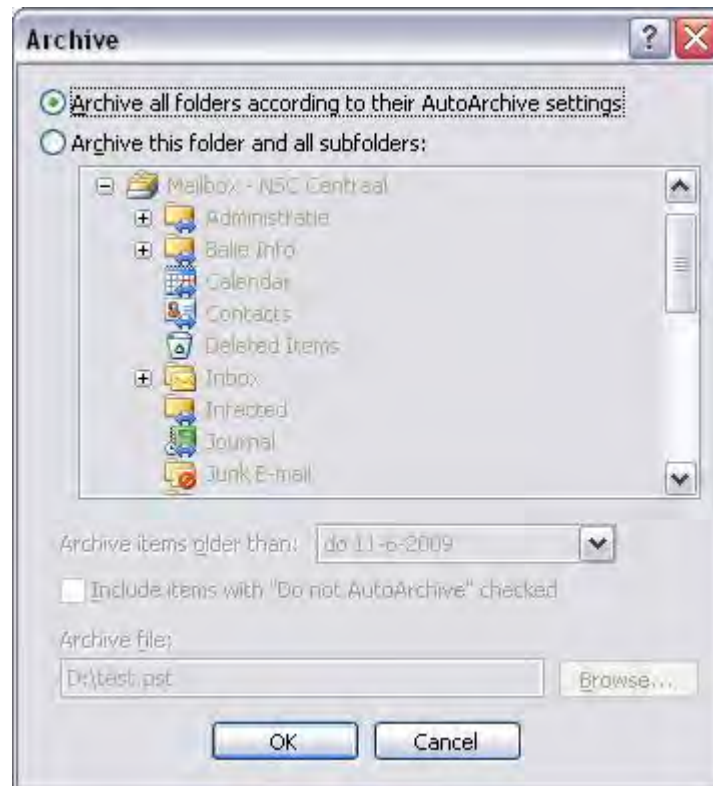 Archive
Archive all folders according to their AutoArchive settings
Archive this folder and all subfolders:
Mailbox - NSC Centraal
Administratie
Balie Info
Calendar
Contacts
Deleted Items
Inbox
Infected
Journal
Junk E-mail
Archive items older than: do 11-6-2009
Include items with "Do not AutoArchive" checked
Archive file:
D:\test.pst Browse...
OK Cancel